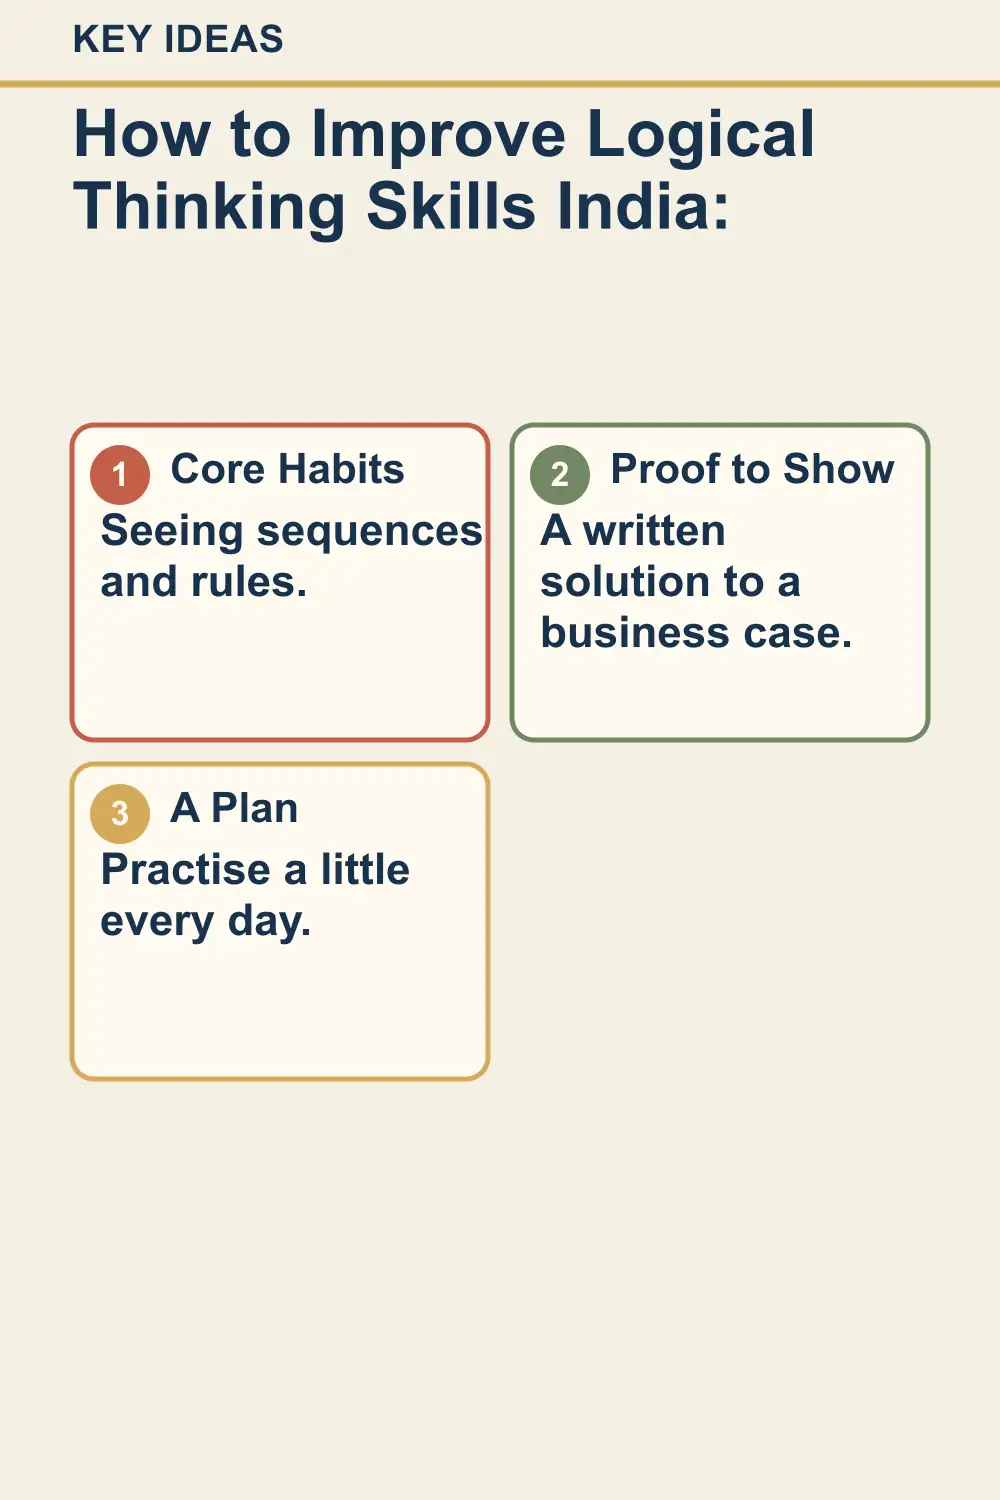 KEY IDEAS
How to Improve Logical
Thinking Skills India:
1 Core Habits
Seeing sequences
and rules.
2 Proof to Show
A written
solution to a
business case.
3 A Plan
Practise a little
every day.